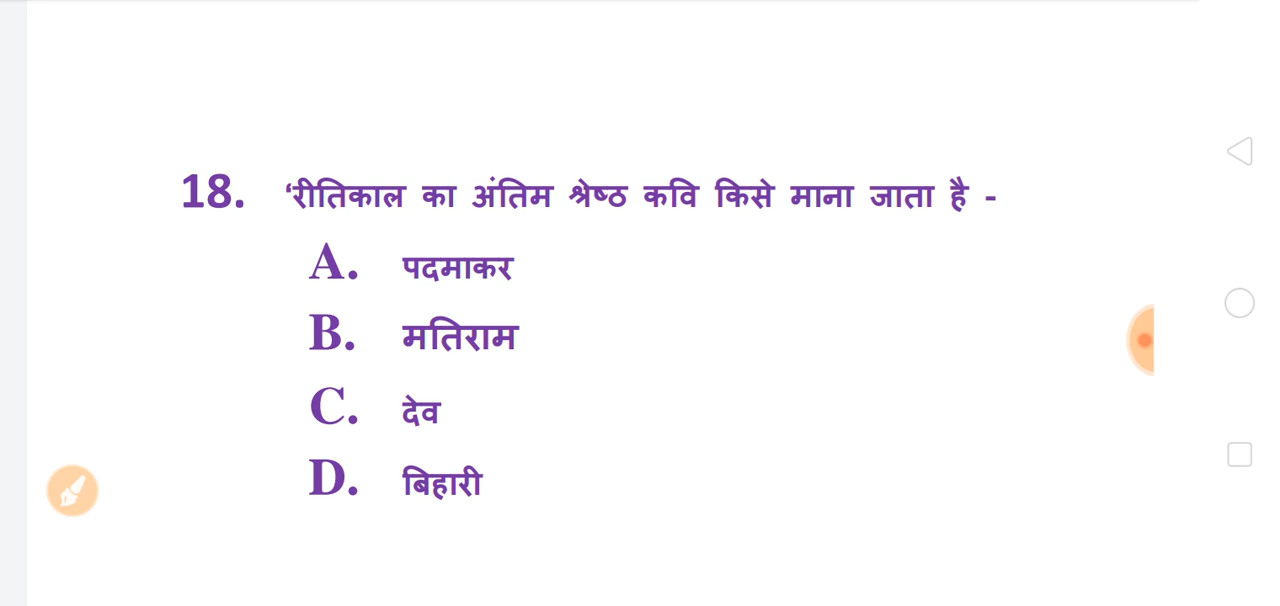 18. ‘रीतिकाल का अंतिम श्रेष्ठ कवि किसे माना जाता है -
A. पदमाकर
B. मतिराम
C. देव
D. बिहारी